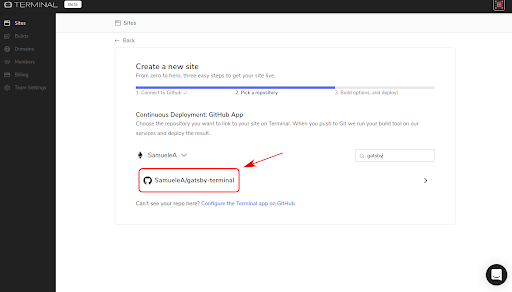 TERMINAL
Beta
Sites
Builds
Domains
Members
Billing
Team Settings
Sites
← Back
Create a new site
From zero to hero, three easy steps to get your site live.
1. Connect to Github ✓
2. Pick a repository
3. Build options, and deploy!
Continuous Deployment: GitHub App
Choose the repository you want to link to your site on Terminal. When you push to Git we run your build tool on our
services and deploy the result.
SamueleA
gatsby
SamueleA/gatsby-terminal
Can't see your repo here? Configure the Terminal app on GitHub.